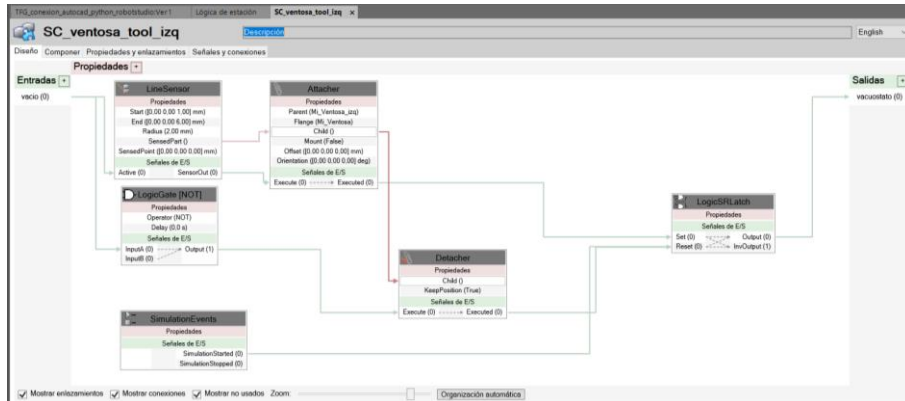 TFG_conexion_autocad_python_robotstudio:Ver1 Lógica de estación SC_ventosa_tool_izq x
SC_ventosa_tool_izq Descripción English
Diseño Componer Propiedades y enlazamientos Señales y conexiones
Propiedades +
Entradas +
vacio (0)
LineSensor
Propiedades
Start ([0,00 0,00 1,00] mm)
End ([0,00 0,00 6,00] mm)
Radius (2,00 mm)
SensedPart ()
SensedPoint ([0,00 0,00 0,00] mm)
Señales de E/S
Active (0) SensorOut (0)
Attacher
Propiedades
Parent (Mi_Ventosa_izq)
Flange (Mi_Ventosa)
Child ()
Mount (False)
Offset ([0,00 0,00 0,00] mm)
Orientation ([0,00 0,00 0,00] deg)
Señales de E/S
Execute (0) Executed (0)
LogicGate [NOT]
Propiedades
Operator (NOT)
Delay (0,0 s)
Señales de E/S
InputA (0) Output (1)
InputB (0)
Detacher
Propiedades
Child ()
KeepPosition (True)
Señales de E/S
Execute (0) Executed (0)
SimulationEvents
Propiedades
Señales de E/S
SimulationStarted (0)
SimulationStopped (0)
LogicSRLatch
Propiedades
Señales de E/S
Set (0) Output (0)
Reset (0) InvOutput (1)
Salidas +
vacuostato (0)
Mostrar enlazamientos Mostrar conexiones Mostrar no usados Zoom: Organización automática